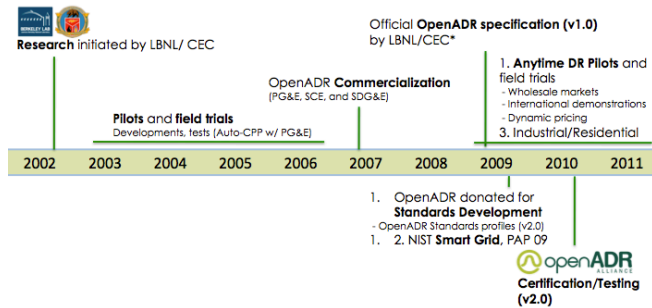 BERKELEY LAB
Research initiated by LBNL/ CEC
Official OpenADR specification (v1.0)
by LBNL/CEC*
OpenADR Commercialization
(PG&E, SCE, and SDG&E)
1. Anytime DR Pilots and
field trials
- Wholesale markets
- International demonstrations
- Dynamic pricing
3. Industrial/Residential
Pilots and field trials
Developments, tests (Auto-CPP w/ PG&E)
2002 2003 2004 2005 2006 2007 2008 2009 2010 2011
1. OpenADR donated for
Standards Development
- OpenADR Standards profiles (v2.0)
1. 2. NIST Smart Grid, PAP 09
openADR
ALLIANCE
Certification/Testing
(v2.0)